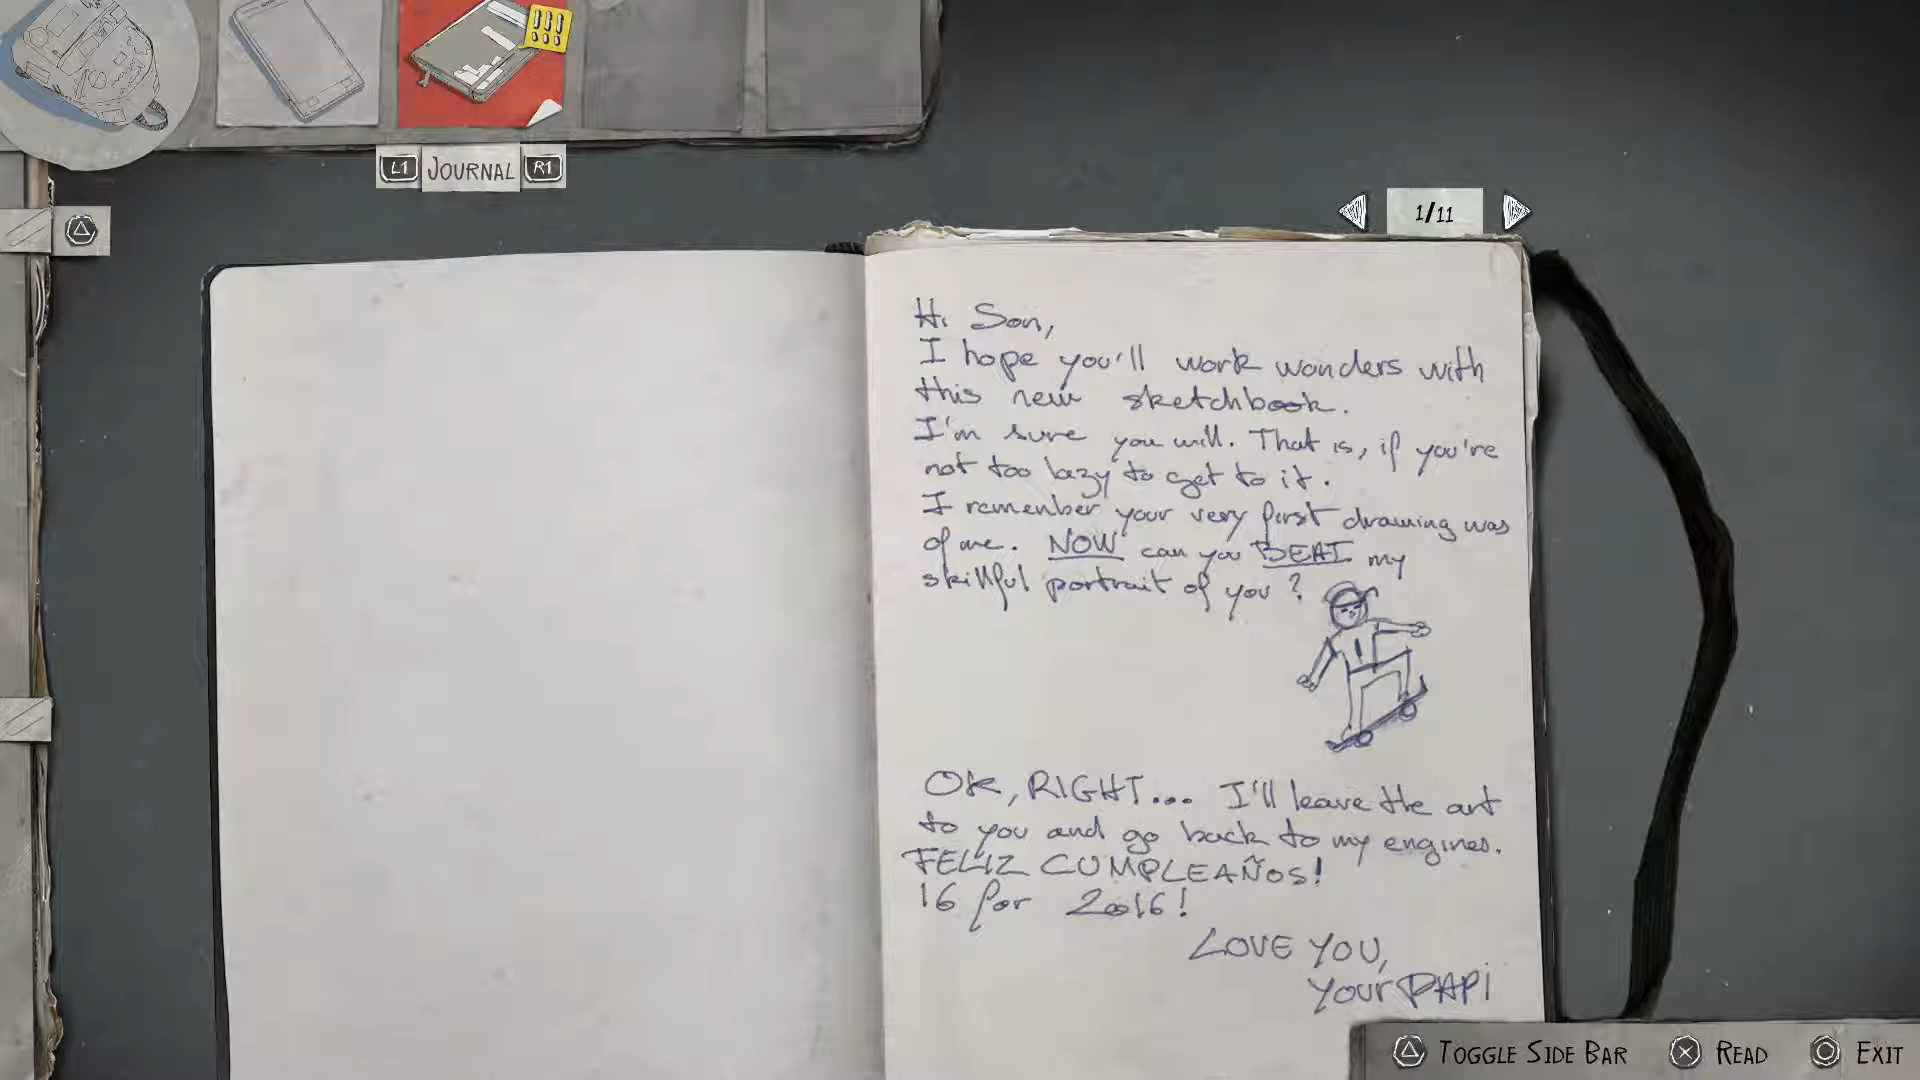 L1 JOURNAL R1
1/11
Hi Son,
I hope you'll work wonders with
this new sketchbook.
I'm sure you will. That is, if you're
not too lazy to get to it.
I remember your very first drawing was
of me. NOW can you BEAT my
skillful portrait of you?
OK, RIGHT... I'll leave the art
to you and go back to my engines.
FELIZ CUMPLEAÑOS!
16 for 2016!
LOVE YOU,
Your PAPI
TOGGLE SIDE BAR READ EXIT